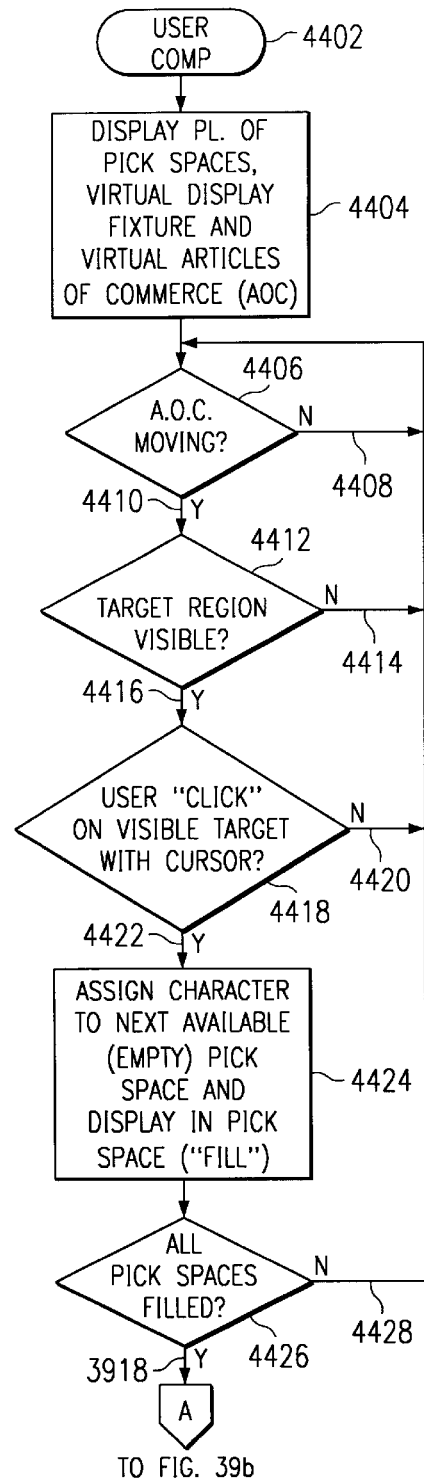 USER
COMP
4402
DISPLAY PL. OF
PICK SPACES,
VIRTUAL DISPLAY
FIXTURE AND
VIRTUAL ARTICLES
OF COMMERCE (AOC)
4404
4406
A.O.C.
MOVING?
N
4408
4410
Y
4412
TARGET REGION
VISIBLE?
N
4414
4416
Y
USER "CLICK"
ON VISIBLE TARGET
WITH CURSOR?
N
4420
4418
4422
Y
ASSIGN CHARACTER
TO NEXT AVAILABLE
(EMPTY) PICK
SPACE AND
DISPLAY IN PICK
SPACE ("FILL")
4424
ALL
PICK SPACES
FILLED?
N
4428
4426
3918
Y
A
TO FIG. 39b